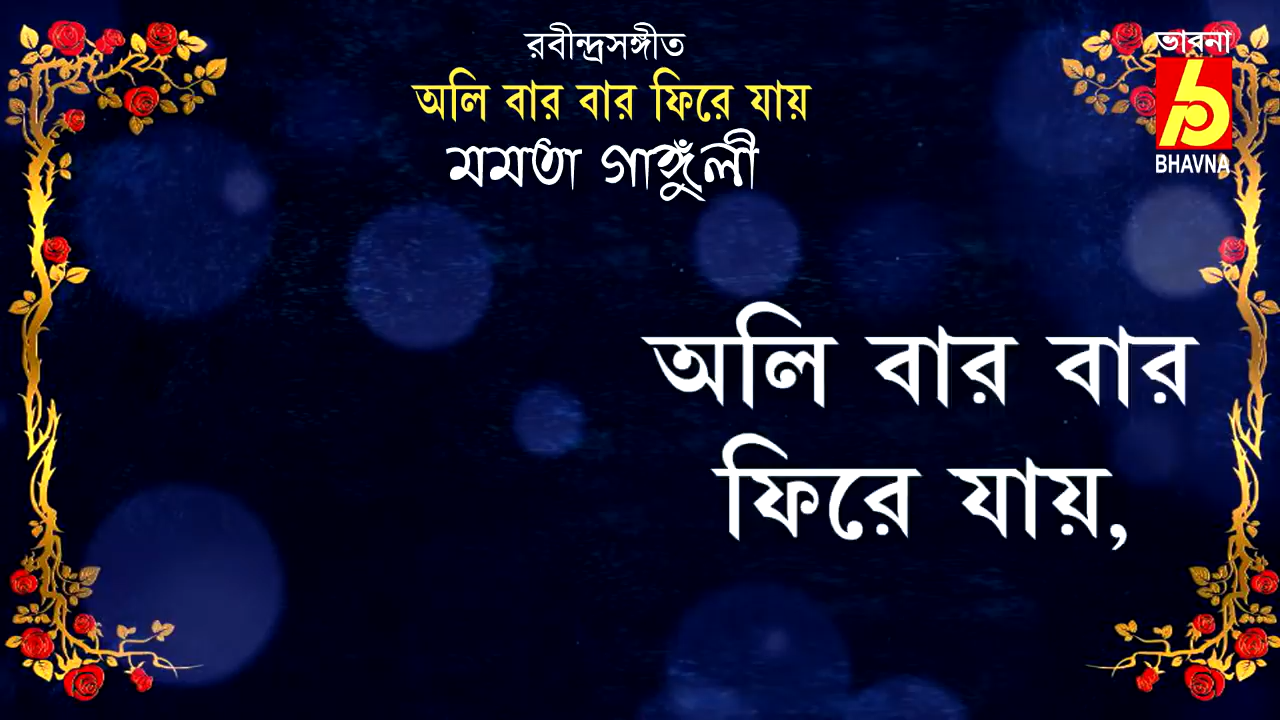 রবীন্দ্রসঙ্গীত
অলি বার বার ফিরে যায়
মমতা গাঙ্গুলী
ভাবনা
BHAVNA
অলি বার বার
ফিরে যায়,